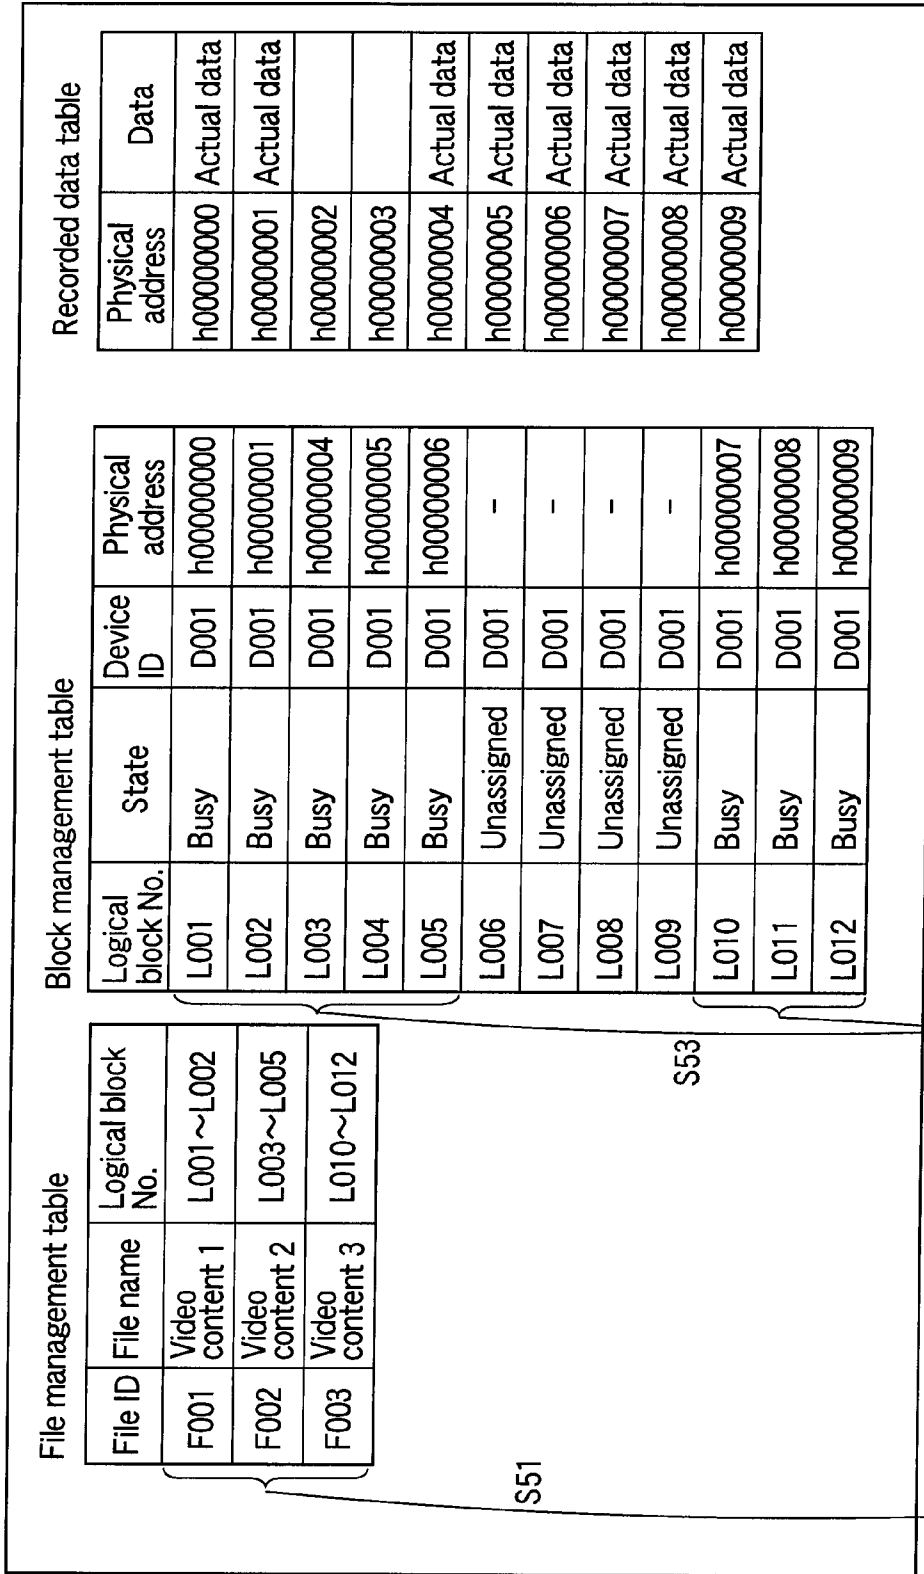 File management table
File ID File name Logical block
No.
F001 Video
content 1 L001~L002
F002 Video
content 2 L003~L005
F003 Video
content 3 L010~L012
S51
Block management table
Logical
block No. State Device
ID Physical
address
L001 Busy D001 h00000000
L002 Busy D001 h00000001
L003 Busy D001 h00000004
L004 Busy D001 h00000005
L005 Busy D001 h00000006
L006 Unassigned D001 -
L007 Unassigned D001 -
L008 Unassigned D001 -
L009 Unassigned D001 -
L010 Busy D001 h00000007
L011 Busy D001 h00000008
L012 Busy D001 h00000009
S53
Recorded data table
Physical
address Data
h00000000 Actual data
h00000001 Actual data
h00000002
h00000003
h00000004 Actual data
h00000005 Actual data
h00000006 Actual data
h00000007 Actual data
h00000008 Actual data
h00000009 Actual data